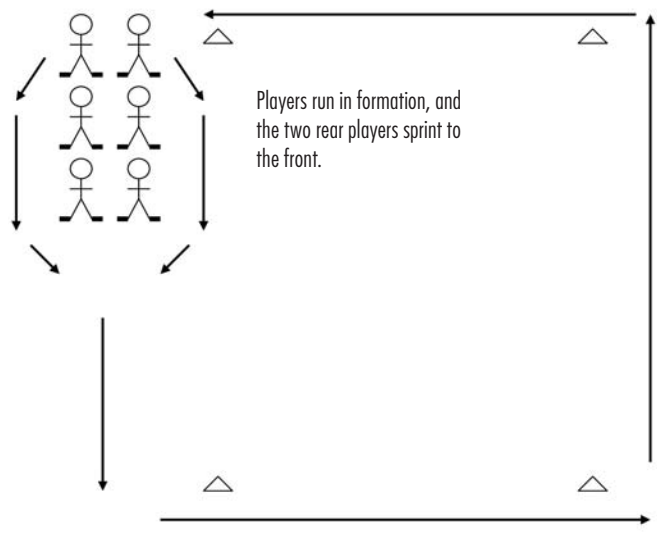 Players run in formation, and
the two rear players sprint to
the front.